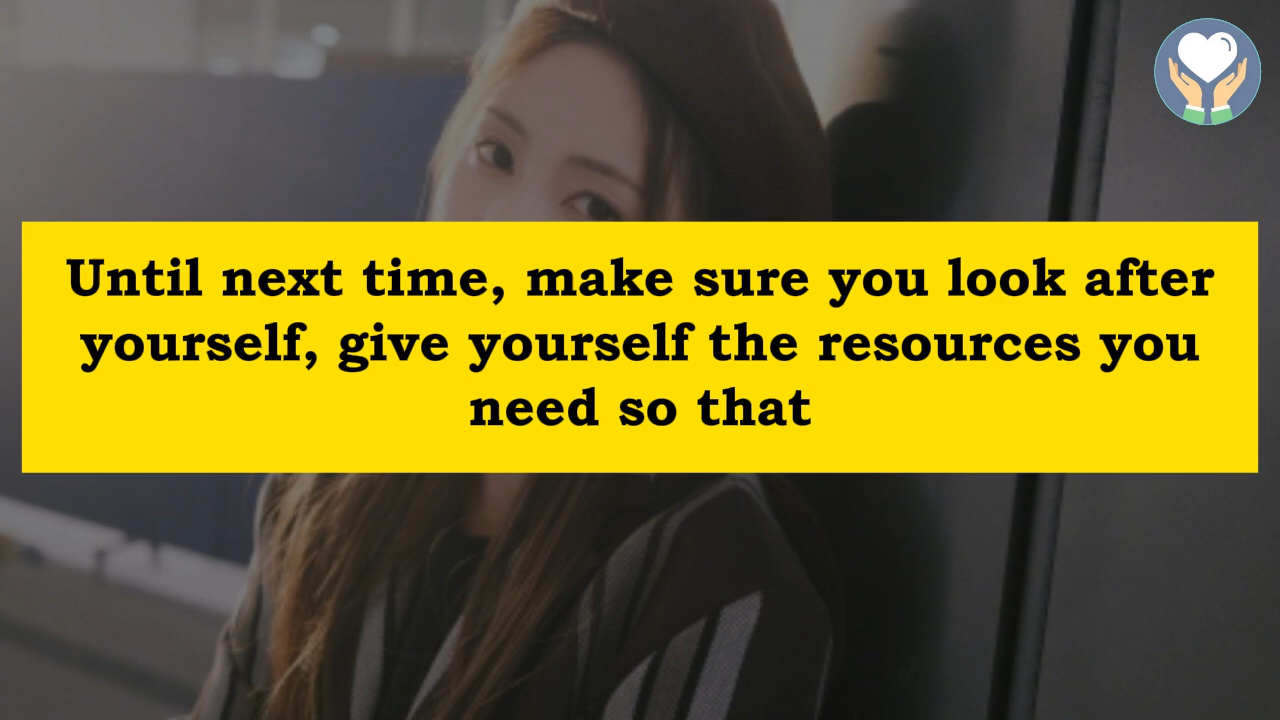 Until next time, make sure you look after
yourself, give yourself the resources you
need so that